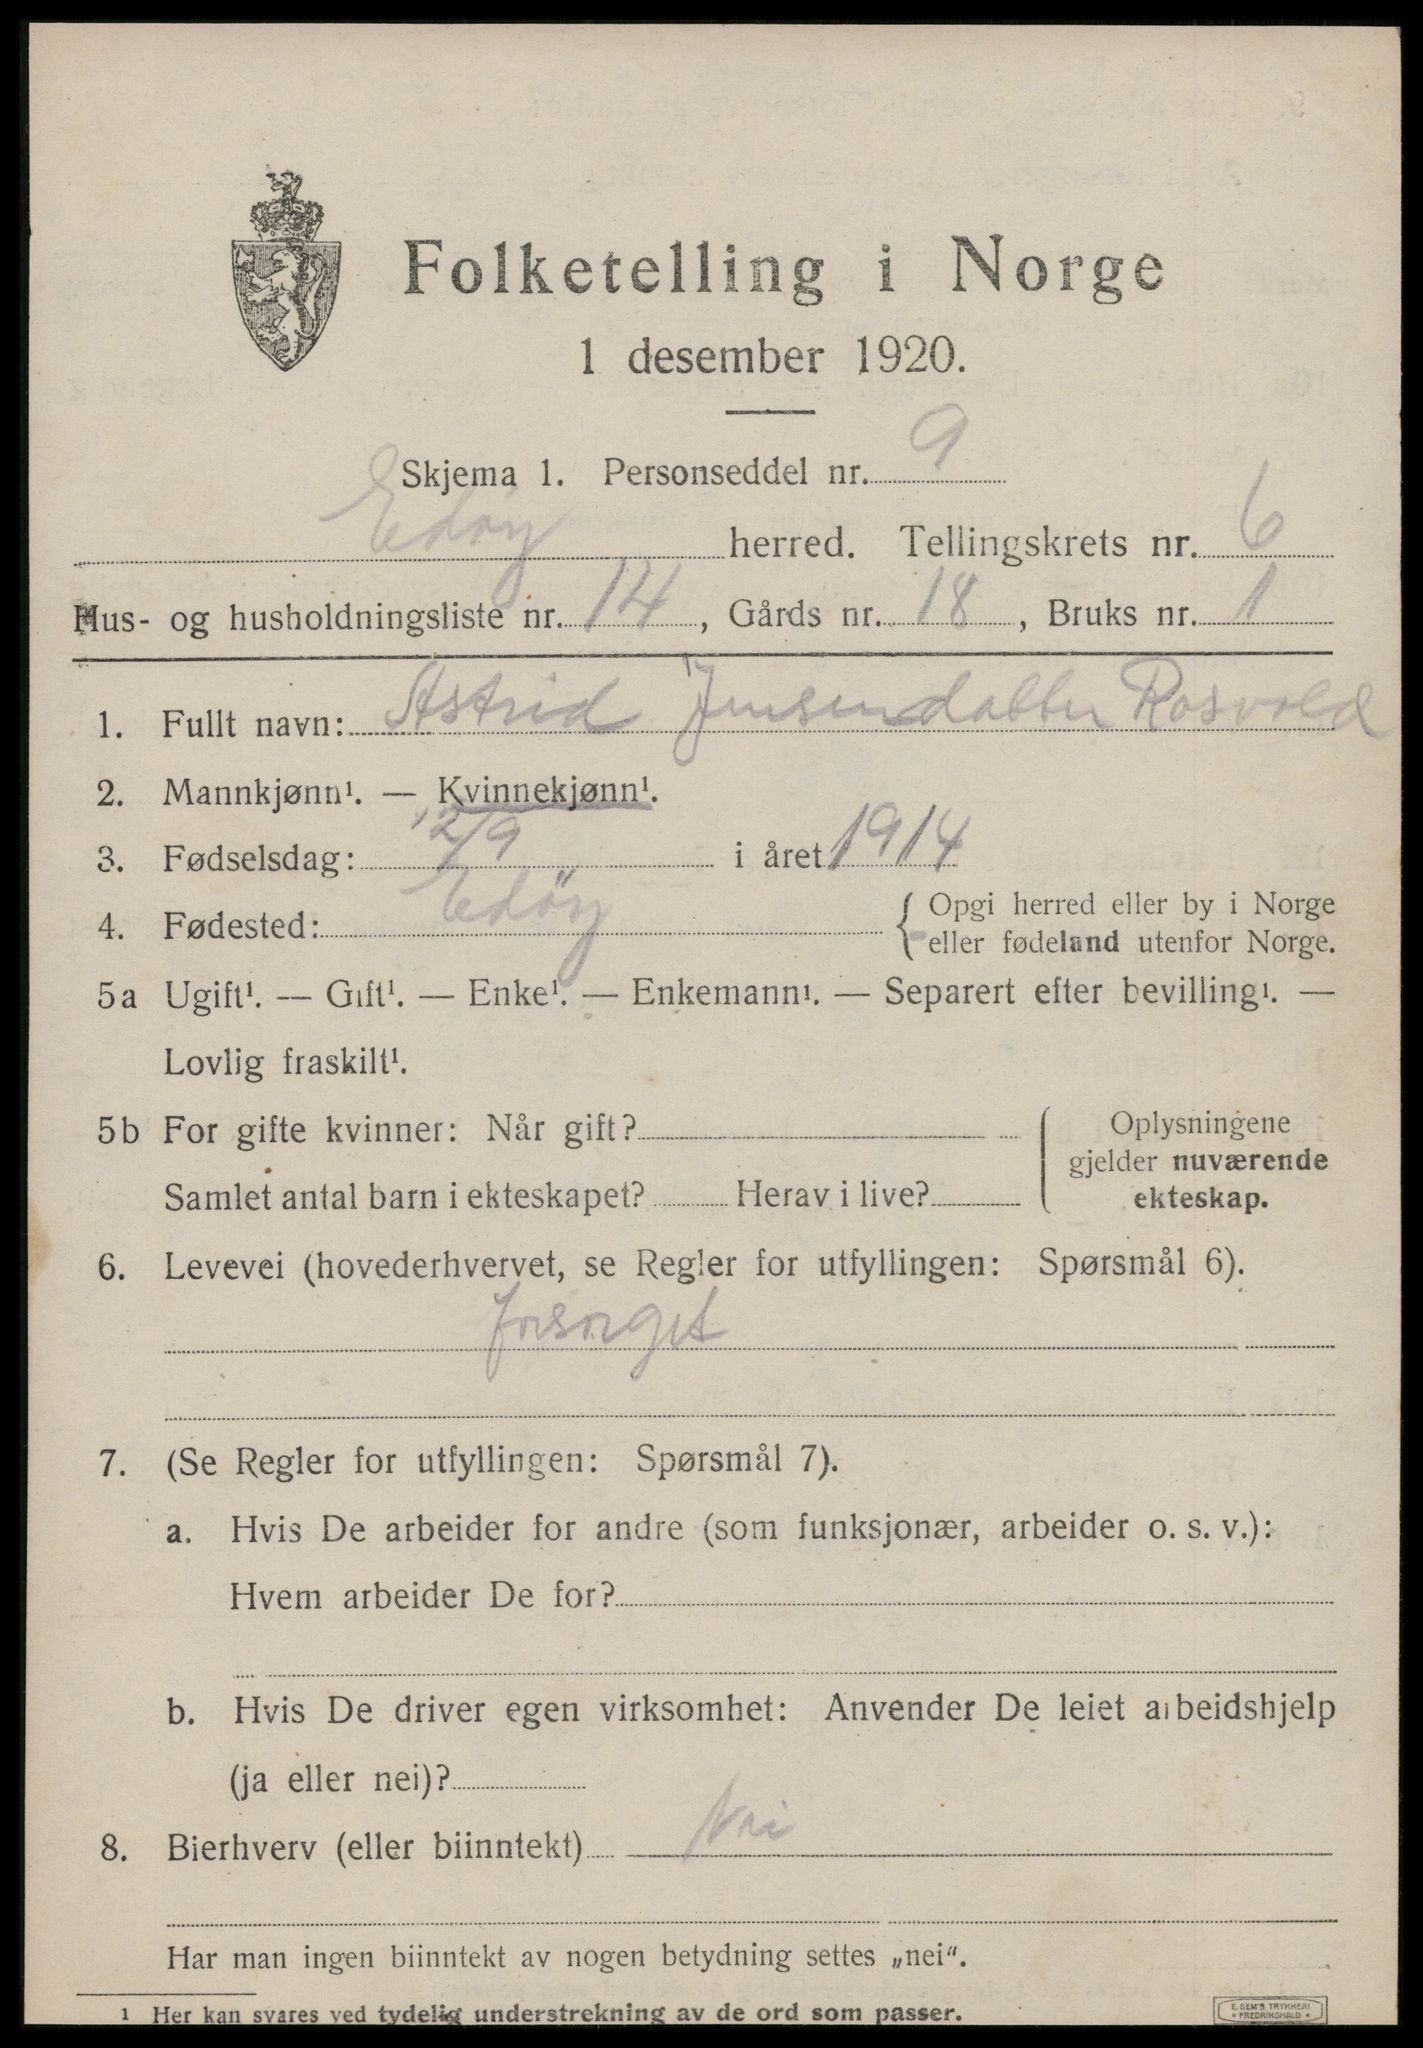 Folketelling i Norge
1 desember 1920.
Skjema 1. Personseddel nr. 9
Edøy herred. Tellingskrets nr. 6
Hus- og husholdningsliste nr. 14, Gårds nr. 18, Bruks nr. 1
1. Fullt navn: Astrid Jensendatter Rosvold
2. Mannkjønn¹. — Kvinnekjønn¹.
3. Fødselsdag: 12/9 i året 1914
4. Fødested: Edöy { Opgi herred eller by i Norge
eller fødeland utenfor Norge.
5a Ugift¹. — Gift¹. — Enke¹. — Enkemann¹. — Separert efter bevilling¹. —
Lovlig fraskilt¹.
5b For gifte kvinner: Når gift?
Samlet antal barn i ekteskapet? Herav i live?
Oplysningene
gjelder nuværende
ekteskap.
6. Levevei (hovederhvervet, se Regler for utfyllingen: Spørsmål 6).
forsorget
7. (Se Regler for utfyllingen: Spørsmål 7).
a. Hvis De arbeider for andre (som funksjonær, arbeider o. s. v.):
Hvem arbeider De for?
b. Hvis De driver egen virksomhet: Anvender De leiet arbeidshjelp
(ja eller nei)?
8. Bierhverv (eller biinntekt) Nei
Har man ingen biinntekt av nogen betydning settes „nei".
1 Her kan svares ved tydelig understrekning av de ord som passer.
E. SEM'S TRYKKERI
• FREDRIKSHALD •